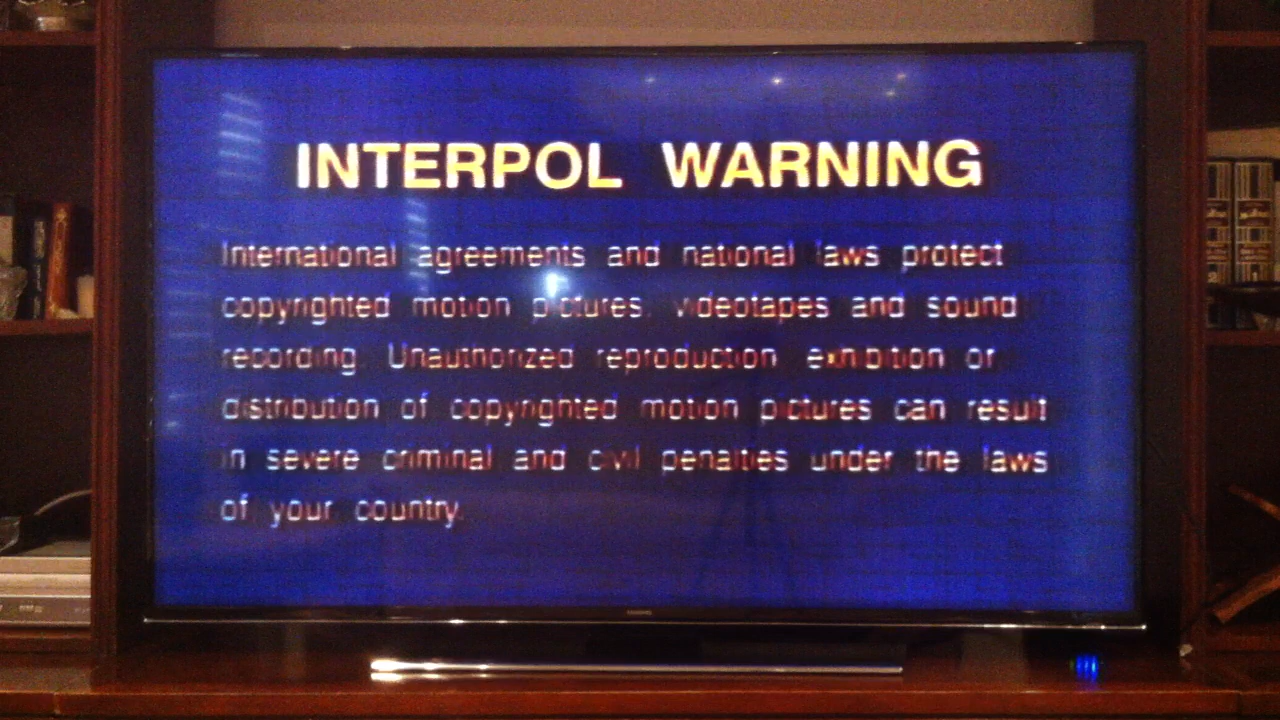 INTERPOL WARNING
International agreements and national laws protect
copyrighted motion pictures, videotapes and sound
recording. Unauthorized reproduction exhibition or
distribution of copyrighted motion pictures can result
in severe criminal and civil penalties under the laws
of your country.